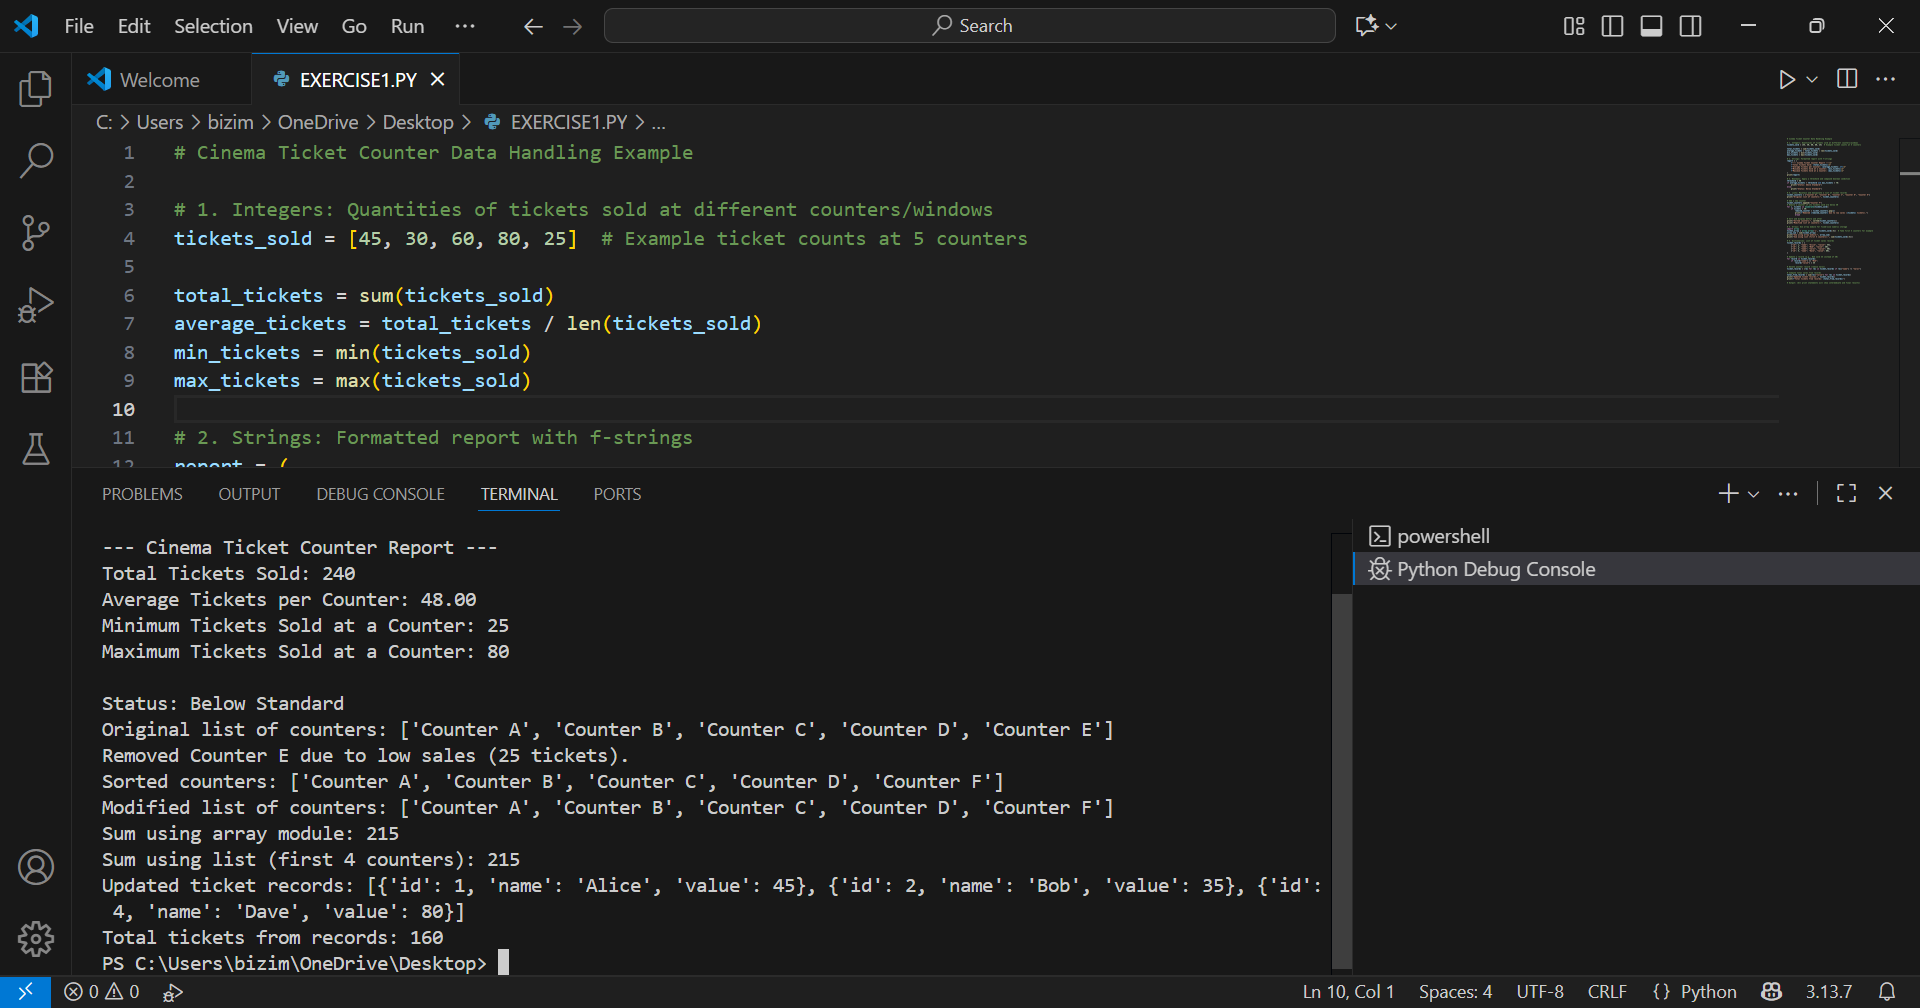 File Edit Selection View Go Run ··· Search
Welcome EXERCISE1.PY
C: > Users > bizim > OneDrive > Desktop > EXERCISE1.PY > ...
1 # Cinema Ticket Counter Data Handling Example
2
3 # 1. Integers: Quantities of tickets sold at different counters/windows
4 tickets_sold = [45, 30, 60, 80, 25]  # Example ticket counts at 5 counters
5
6 total_tickets = sum(tickets_sold)
7 average_tickets = total_tickets / len(tickets_sold)
8 min_tickets = min(tickets_sold)
9 max_tickets = max(tickets_sold)
10
11 # 2. Strings: Formatted report with f-strings
12 report = (
PROBLEMS OUTPUT DEBUG CONSOLE TERMINAL PORTS
powershell
Python Debug Console
--- Cinema Ticket Counter Report ---
Total Tickets Sold: 240
Average Tickets per Counter: 48.00
Minimum Tickets Sold at a Counter: 25
Maximum Tickets Sold at a Counter: 80
Status: Below Standard
Original list of counters: ['Counter A', 'Counter B', 'Counter C', 'Counter D', 'Counter E']
Removed Counter E due to low sales (25 tickets).
Sorted counters: ['Counter A', 'Counter B', 'Counter C', 'Counter D', 'Counter F']
Modified list of counters: ['Counter A', 'Counter B', 'Counter C', 'Counter D', 'Counter F']
Sum using array module: 215
Sum using list (first 4 counters): 215
Updated ticket records: [{'id': 1, 'name': 'Alice', 'value': 45}, {'id': 2, 'name': 'Bob', 'value': 35}, {'id':
4, 'name': 'Dave', 'value': 80}]
Total tickets from records: 160
PS C:\Users\bizim\OneDrive\Desktop>
0 0 Ln 10, Col 1 Spaces: 4 UTF-8 CRLF {} Python 3.13.7